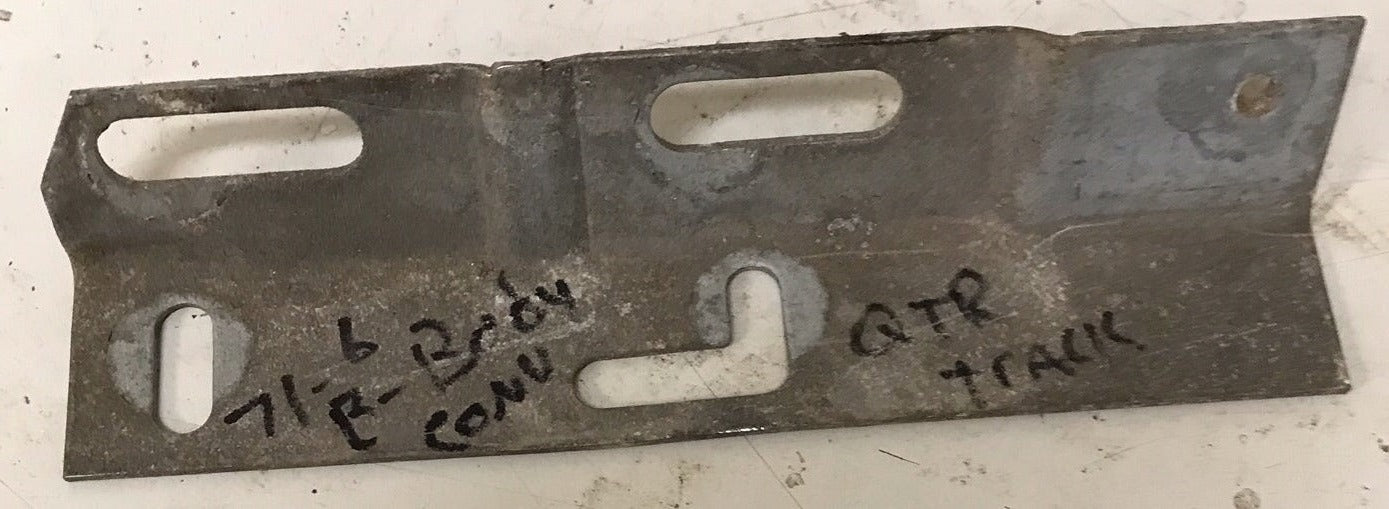 71-6
B-Body
CONV
QTR
TRACK